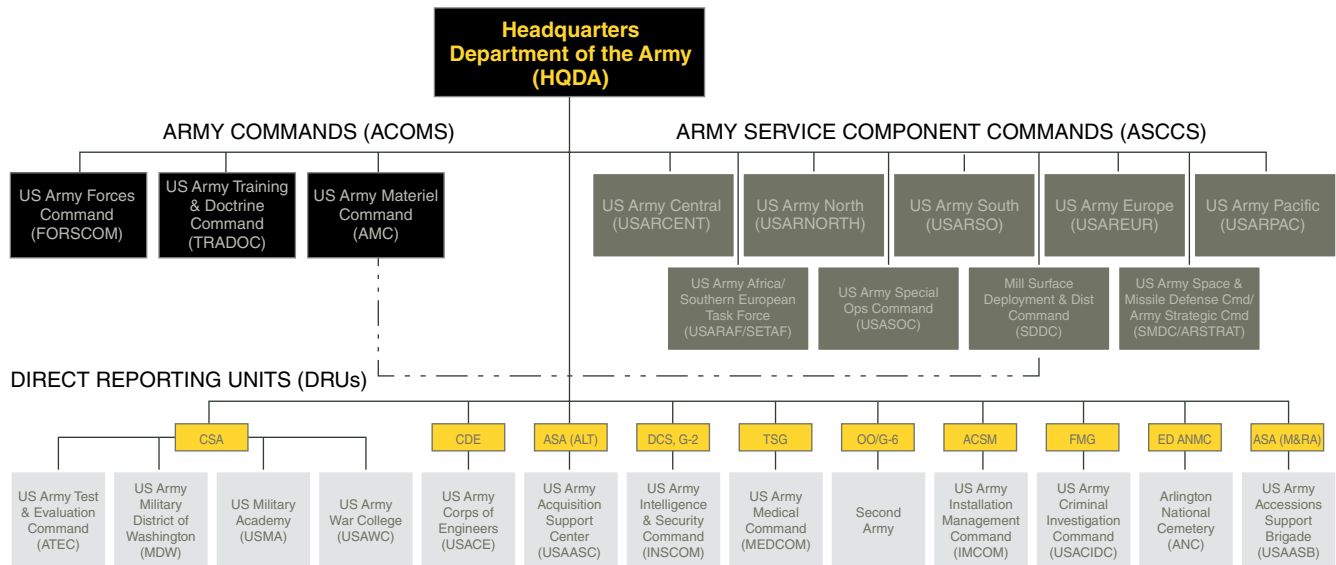 Headquarters
Department of the Army
(HQDA)
ARMY COMMANDS (ACOMS)
ARMY SERVICE COMPONENT COMMANDS (ASCCS)
US Army Forces
Command
(FORSCOM)
US Army Training
& Doctrine
Command
(TRADOC)
US Army Materiel
Command
(AMC)
US Army Central
(USARCENT)
US Army North
(USARNORTH)
US Army South
(USARSO)
US Army Europe
(USAREUR)
US Army Pacific
(USARPAC)
US Army Africa/
Southern European
Task Force
(USARAF/SETAF)
US Army Special
Ops Command
(USASOC)
Mill Surface
Deployment & Dist
Command
(SDDC)
US Army Space &
Missile Defense Cmd/
Army Strategic Cmd
(SMDC/ARSTRAT)
DIRECT REPORTING UNITS (DRUs)
CSA
CDE
ASA (ALT)
DCS, G-2
TSG
OO/G-6
ACSM
FMG
ED ANMC
ASA (M&RA)
US Army Test
& Evaluation
Command
(ATEC)
US Army
Military
District of
Washington
(MDW)
US Military
Academy
(USMA)
US Army
War College
(USAWC)
US Army
Corps of
Engineers
(USACE)
US Army
Acquisition
Support
Center
(USAASC)
US Army
Intelligence
& Security
Command
(INSCOM)
US Army
Medical
Command
(MEDCOM)
Second
Army
US Army
Installation
Management
Command
(IMCOM)
US Army
Criminal
Investigation
Command
(USACIDC)
Arlington
National
Cemetery
(ANC)
US Army
Accessions
Support
Brigade
(USAASB)